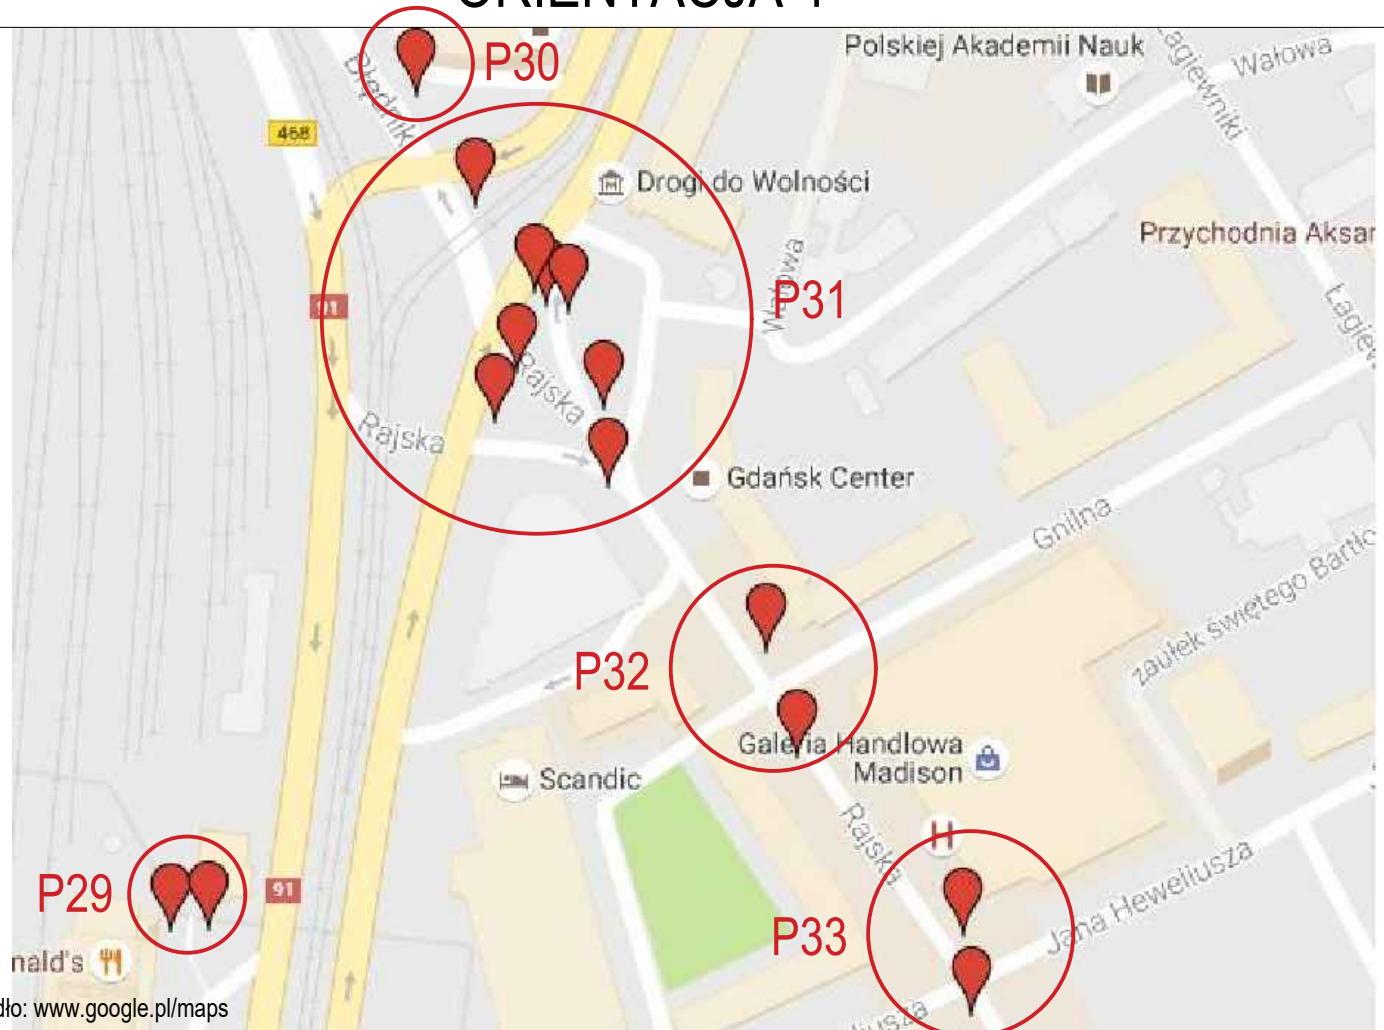 P30
Polskiej Akademii Nauk
Wałowa
Łagiewniki
Błędnik
468
Drogi do Wolności
Przychodnia Aksar
Wałowa
P31
91
Rajska
Rajska
Gdańsk Center
Gnilna
zaułek świętego Bartło
P32
Galeria Handlowa
Madison
Scandic
Rajska
H
P29
91
Jana Heweliusza
P33
nald's
dło: www.google.pl/maps